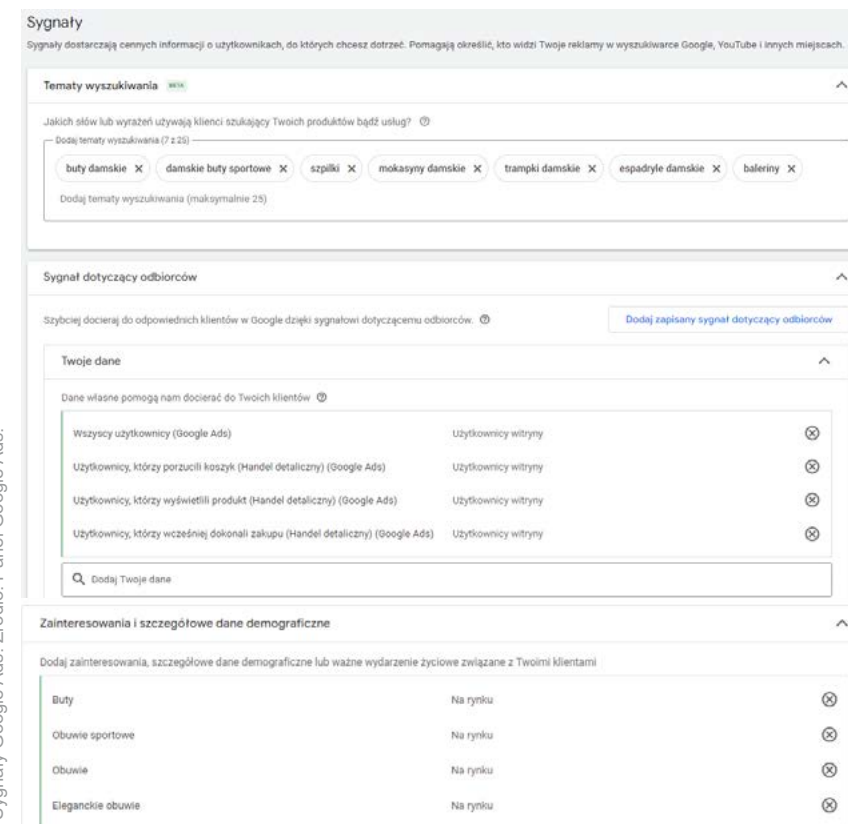 Sygnały
Sygnały dostarczają cennych informacji o użytkownikach, do których chcesz dotrzeć. Pomagają określić, kto widzi Twoje reklamy w wyszukiwarce Google, YouTube i innych miejscach.
Tematy wyszukiwania BETA
Jakich słów lub wyrażeń używają klienci szukający Twoich produktów bądź usług?
Dodaj tematy wyszukiwania (7 z 25)
buty damskie damskie buty sportowe szpilki mokasyny damskie trampki damskie espadryle damskie baleriny
Dodaj tematy wyszukiwania (maksymalnie 25)
Sygnał dotyczący odbiorców
Szybciej docieraj do odpowiednich klientów w Google dzięki sygnałowi dotyczącemu odbiorców. Dodaj zapisany sygnał dotyczący odbiorców
Twoje dane
Dane własne pomogą nam docierać do Twoich klientów
Wszyscy użytkownicy (Google Ads) Użytkownicy witryny
Użytkownicy, którzy porzucili koszyk (Handel detaliczny) (Google Ads) Użytkownicy witryny
Użytkownicy, którzy wyświetlili produkt (Handel detaliczny) (Google Ads) Użytkownicy witryny
Użytkownicy, którzy wcześniej dokonali zakupu (Handel detaliczny) (Google Ads) Użytkownicy witryny
Dodaj Twoje dane
Zainteresowania i szczegółowe dane demograficzne
Dodaj zainteresowania, szczegółowe dane demograficzne lub ważne wydarzenie życiowe związane z Twoimi klientami
Buty Na rynku
Obuwie sportowe Na rynku
Obuwie Na rynku
Eleganckie obuwie Na rynku
Sygnały Google Ads. Źródło: Panel Google Ads.